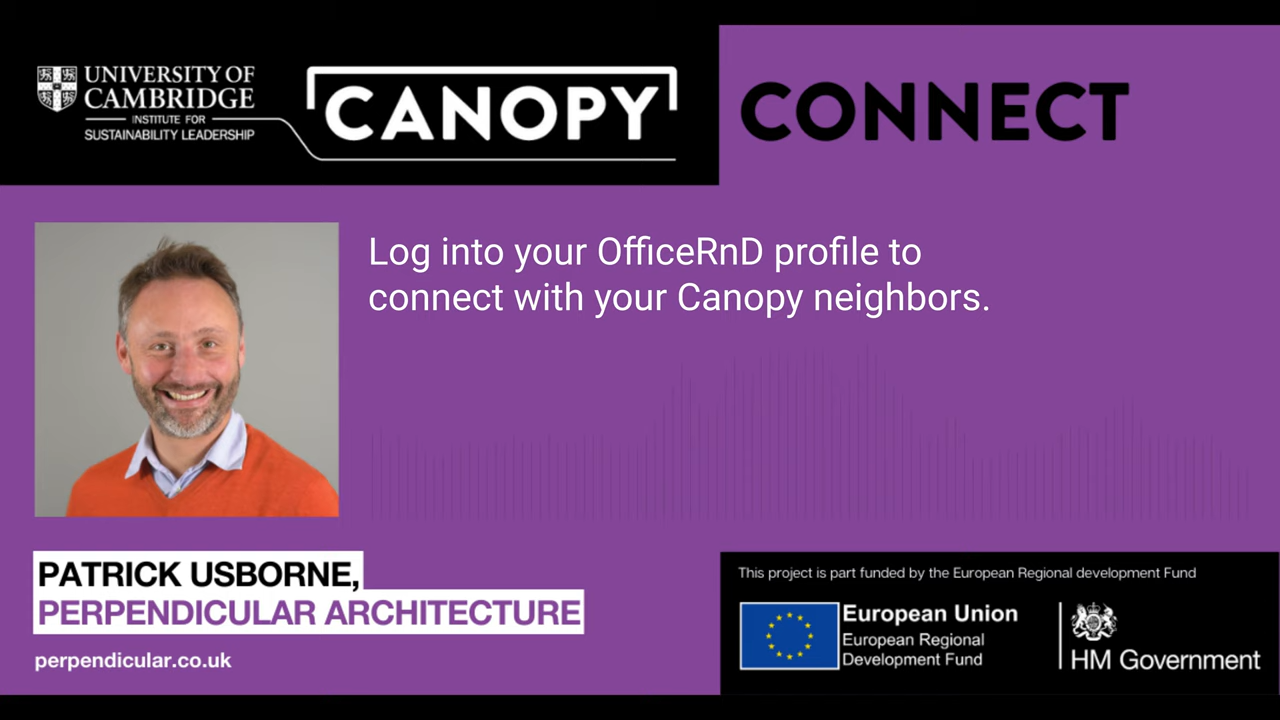 UNIVERSITY OF
CAMBRIDGE
INSTITUTE FOR
SUSTAINABILITY LEADERSHIP
CANOPY
CONNECT
Log into your OfficeRnD profile to
connect with your Canopy neighbors.
PATRICK USBORNE,
PERPENDICULAR ARCHITECTURE
perpendicular.co.uk
This project is part funded by the European Regional development Fund
European Union
European Regional
Development Fund
HM Government